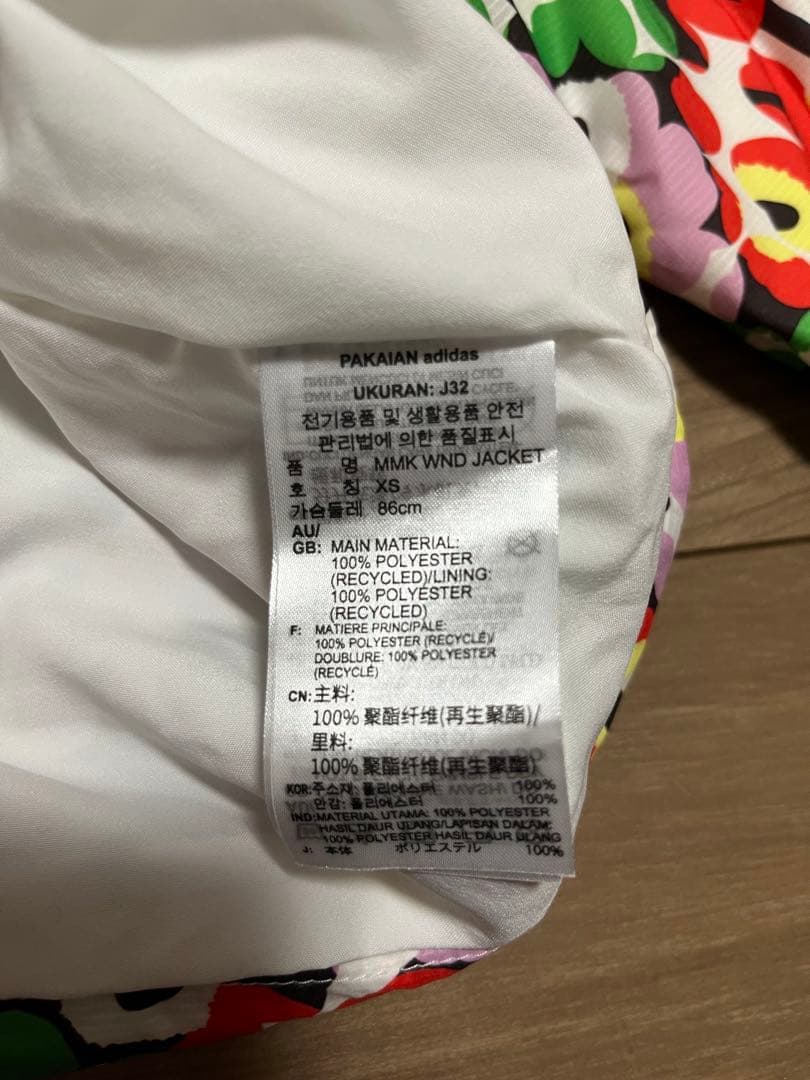 PAKAIAN adidas
UKURAN: J32
전기용품 및 생활용품 안전
관리법에 의한 품질표시
품 명 MMK WND JACKET
호 칭 XS
가슴둘레 86cm
AU/
GB: MAIN MATERIAL:
100% POLYESTER
(RECYCLED)/LINING:
100% POLYESTER
(RECYCLED)
F: MATIERE PRINCIPALE:
100% POLYESTER (RECYCLÉ)/
DOUBLURE: 100% POLYESTER
(RECYCLÉ)
CN: 主料:
100% 聚酯纤维(再生聚酯)/
里料:
100% 聚酯纤维(再生聚酯)
KOR: 주소재: 폴리에스터 100%
안감: 폴리에스터 100%
IND: MATERIAL UTAMA: 100% POLYESTER
HASIL DAUR ULANG/LAPISAN DALAM:
100% POLYESTER HASIL DAUR ULANG
J: 本体 ポリエステル 100%